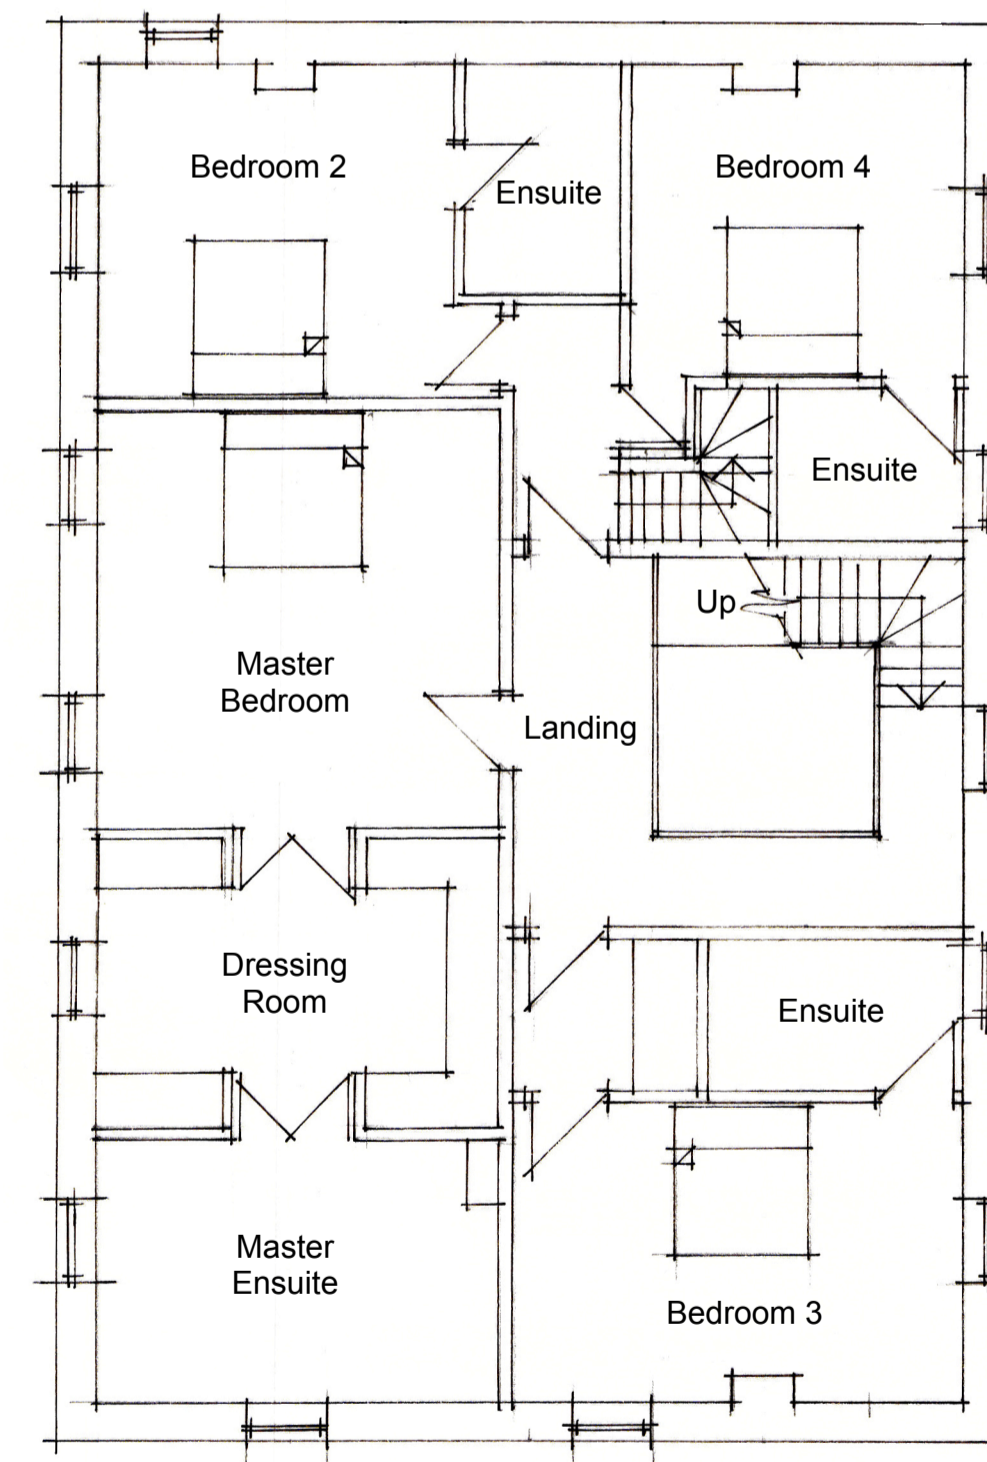 Bedroom 2
Ensuite
Bedroom 4
Ensuite
Up
Master
Bedroom
Landing
Dressing
Room
Ensuite
Master
Ensuite
Bedroom 3